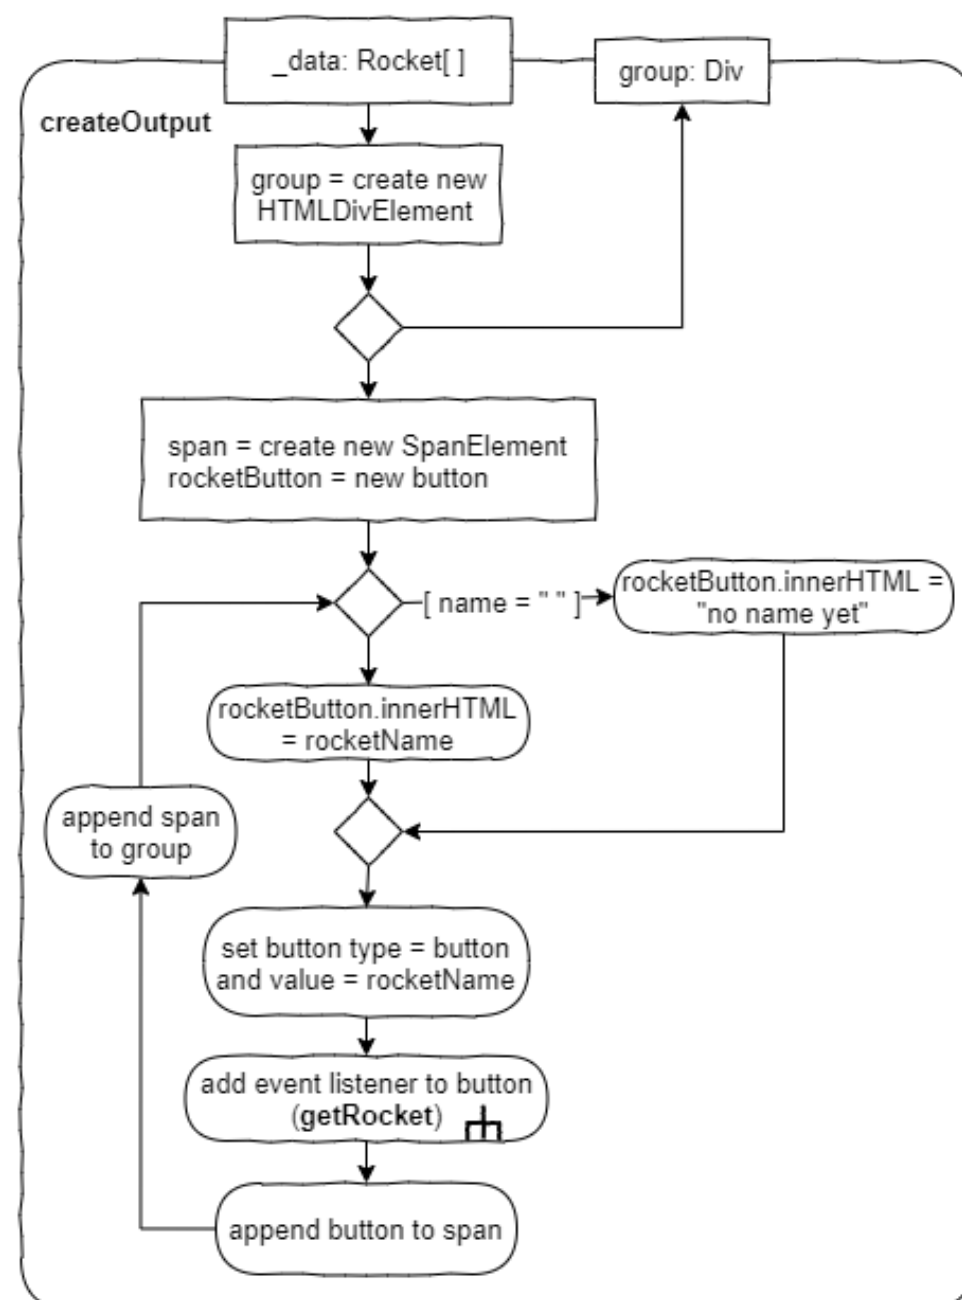 _data: Rocket[ ]
group: Div
createOutput
group = create new
HTMLDivElement
span = create new SpanElement
rocketButton = new button
[ name = " " ]
rocketButton.innerHTML =
"no name yet"
rocketButton.innerHTML
= rocketName
append span
to group
set button type = button
and value = rocketName
add event listener to button
(getRocket)
append button to span